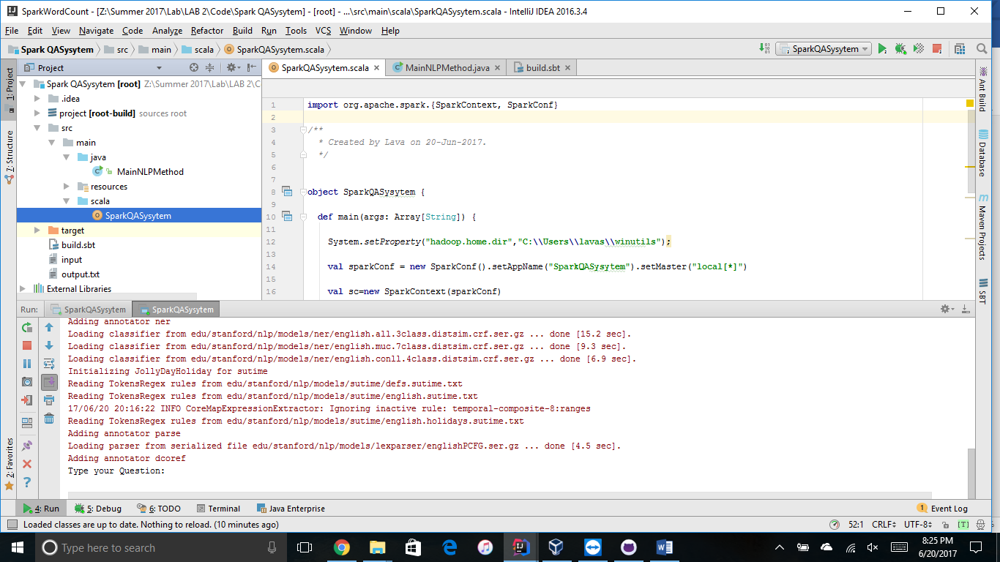 SparkWordCount - [Z:\Summer 2017\Lab\LAB 2\Code\Spark QASysytem] - [root] - ...\src\main\scala\SparkQASysytem.scala - IntelliJ IDEA 2016.3.4
File Edit View Navigate Code Analyze Refactor Build Run Tools VCS Window Help
Spark QASysytem src main scala SparkQASysytem.scala
SparkQASysytem
1: Project
7: Structure
2: Favorites
Project
Spark QASysytem [root] Z:\Summer 2017\Lab\LAB 2\C
.idea
project [root-build] sources root
src
main
java
MainNLPMethod
resources
scala
SparkQASysytem
target
build.sbt
input
output.txt
External Libraries
SparkQASysytem.scala MainNLPMethod.java build.sbt
1 import org.apache.spark.{SparkContext, SparkConf}
2
3 /**
4 * Created by Lava on 20-Jun-2017.
5 */
6
7
8 object SparkQASysytem {
9
10 def main(args: Array[String]) {
11
12 System.setProperty("hadoop.home.dir","C:\\Users\\lavas\\winutils");
13
14 val sparkConf = new SparkConf().setAppName("SparkQASysytem").setMaster("local[*]")
15
16 val sc=new SparkContext(sparkConf)
Ant Build
Database
Maven Projects
SBT
Run: SparkQASysytem SparkQASysytem
Adding annotator ner
Loading classifier from edu/stanford/nlp/models/ner/english.all.3class.distsim.crf.ser.gz ... done [15.2 sec].
Loading classifier from edu/stanford/nlp/models/ner/english.muc.7class.distsim.crf.ser.gz ... done [9.3 sec].
Loading classifier from edu/stanford/nlp/models/ner/english.conll.4class.distsim.crf.ser.gz ... done [6.9 sec].
Initializing JollyDayHoliday for sutime
Reading TokensRegex rules from edu/stanford/nlp/models/sutime/defs.sutime.txt
Reading TokensRegex rules from edu/stanford/nlp/models/sutime/english.sutime.txt
17/06/20 20:16:22 INFO CoreMapExpressionExtractor: Ignoring inactive rule: temporal-composite-8:ranges
Reading TokensRegex rules from edu/stanford/nlp/models/sutime/english.holidays.sutime.txt
Adding annotator parse
Loading parser from serialized file edu/stanford/nlp/models/lexparser/englishPCFG.ser.gz ... done [4.5 sec].
Adding annotator dcoref
Type your Question:
4: Run 5: Debug 6: TODO Terminal Java Enterprise 1 Event Log
Loaded classes are up to date. Nothing to reload. (10 minutes ago) 52:1 CRLF UTF-8 [T]
Type here to search
8:25 PM
6/20/2017